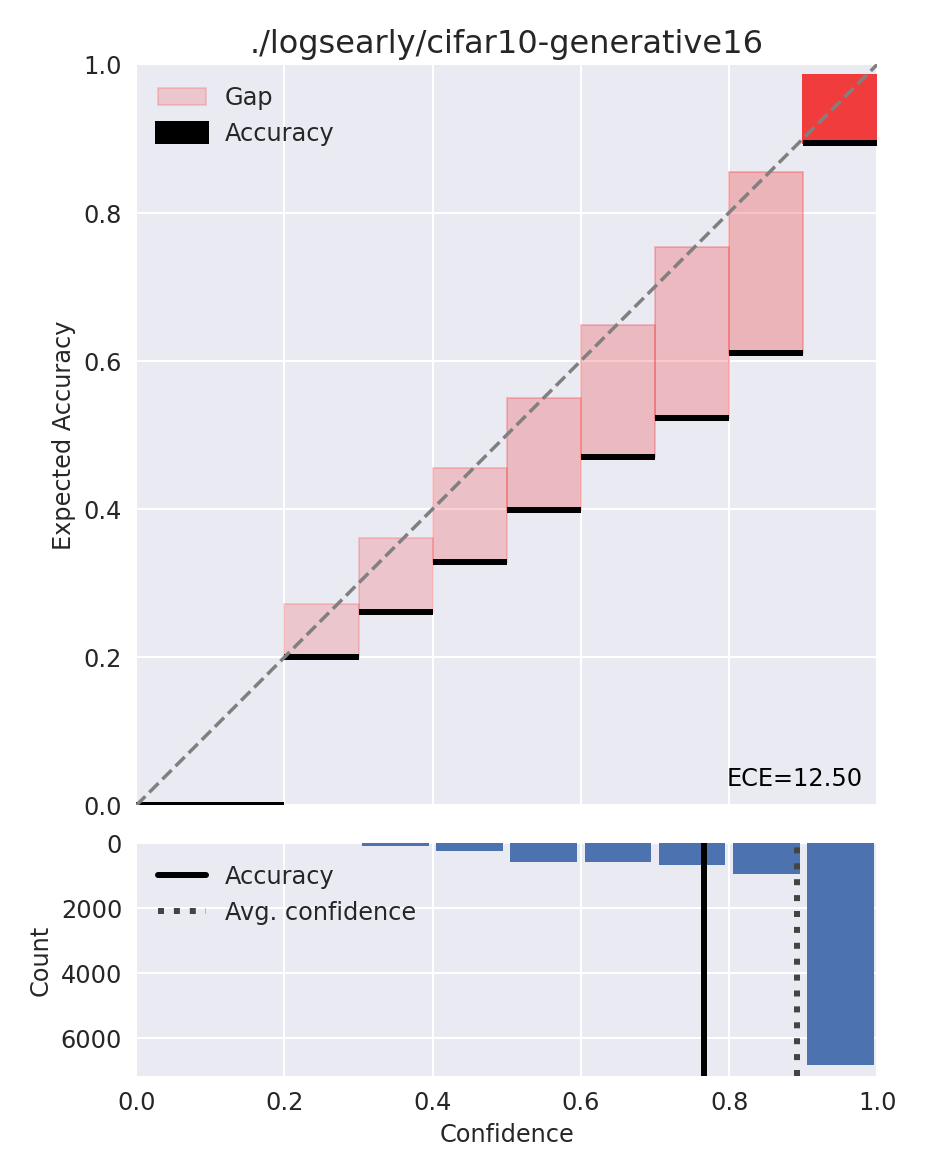 ./logsearly/cifar10-generative16
1.0
Gap
Accuracy
0.8
0.6
Expected Accuracy
0.4
0.2
ECE=12.50
0.0
0
Accuracy
2000
Avg. confidence
Count
4000
6000
0.0 0.2 0.4 0.6 0.8 1.0
Confidence